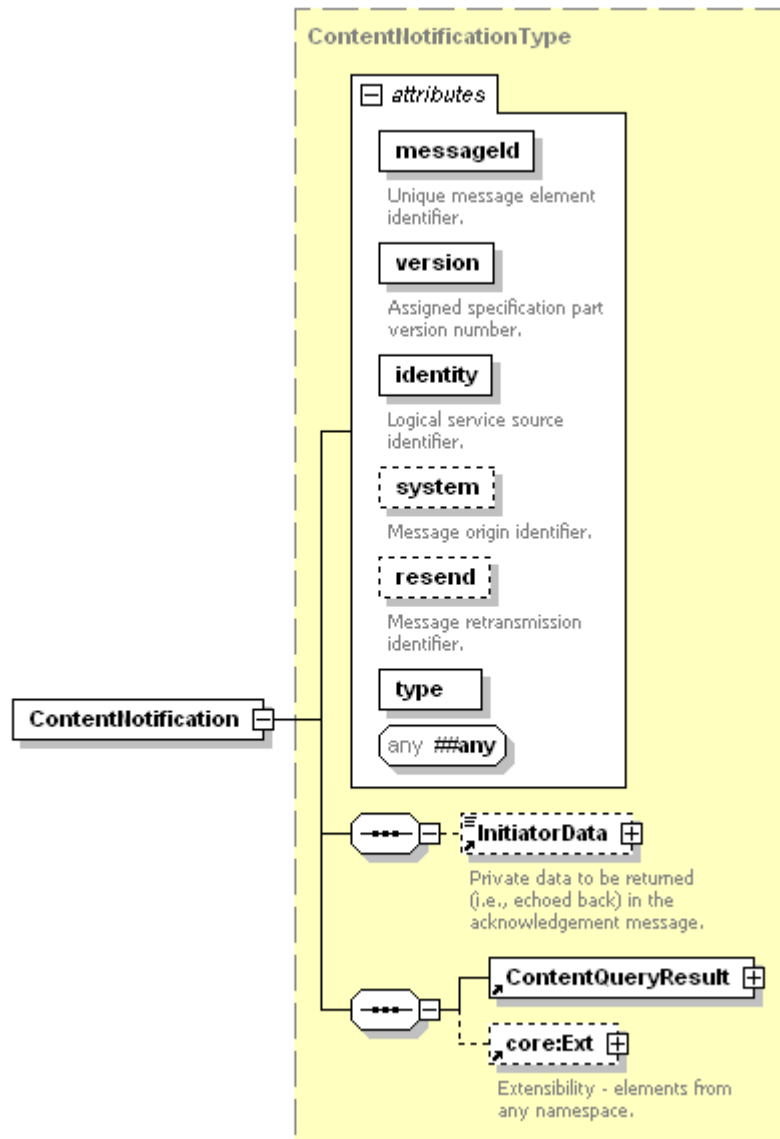 ContentNotificationType
attributes
messageId
Unique message element
identifier.
version
Assigned specification part
version number.
identity
Logical service source
identifier.
system
Message origin identifier.
resend
Message retransmission
identifier.
type
any ##any
ContentNotification
InitiatorData
Private data to be returned
(i.e., echoed back) in the
acknowledgement message.
ContentQueryResult
core:Ext
Extensibility - elements from
any namespace.